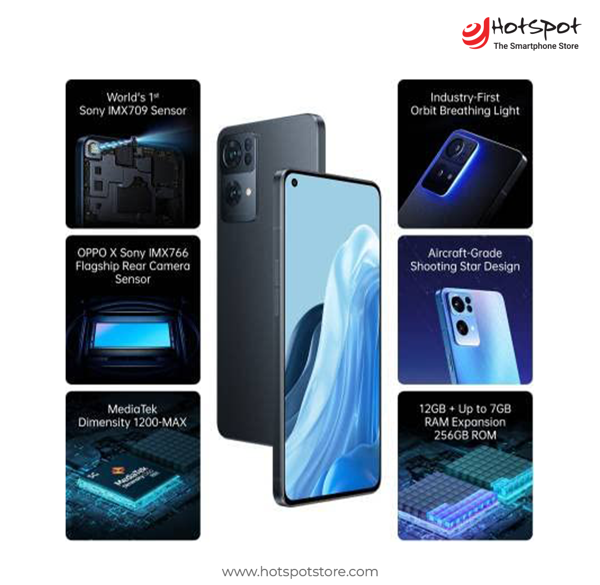 HOTSPOT
The Smartphone Store
World's 1st
Sony IMX709 Sensor
Industry-First
Orbit Breathing Light
OPPO X Sony IMX766
Flagship Rear Camera
Sensor
Aircraft-Grade
Shooting Star Design
MediaTek
Dimensity 1200-MAX
5G
MediaTek
12GB + Up to 7GB
RAM Expansion
256GB ROM
www.hotspotstore.com